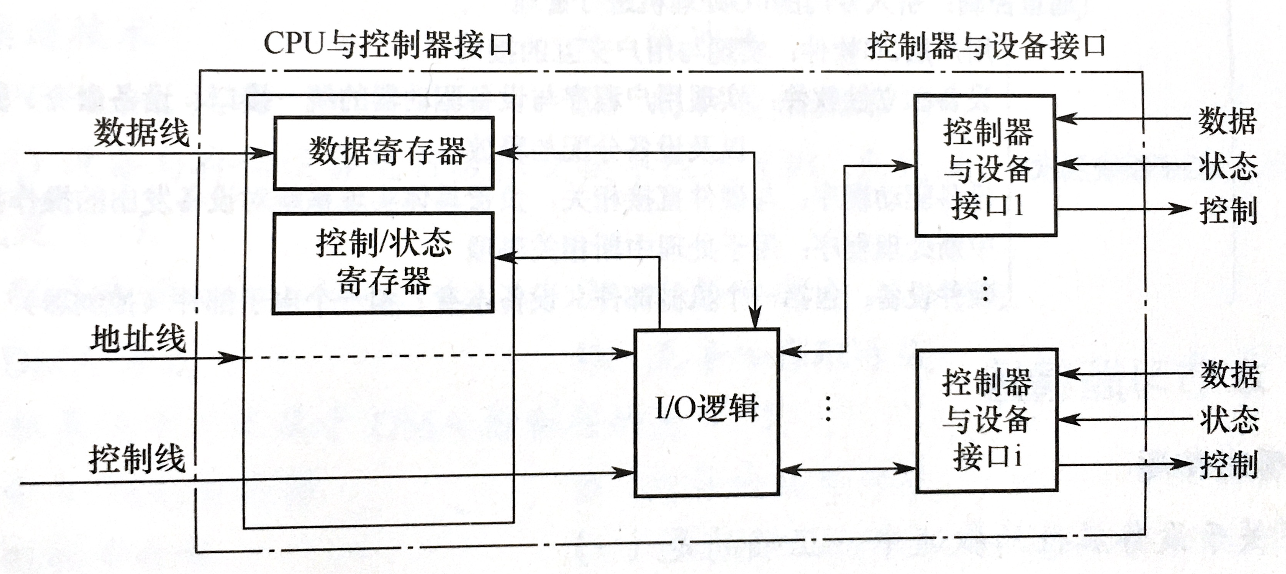 CPU与控制器接口
控制器与设备接口
数据线
数据寄存器
控制/状态
寄存器
地址线
控制线
I/O逻辑
控制器
与设备
接口1
数据
状态
控制
⋮
⋮
控制器
与设备
接口i
数据
状态
控制